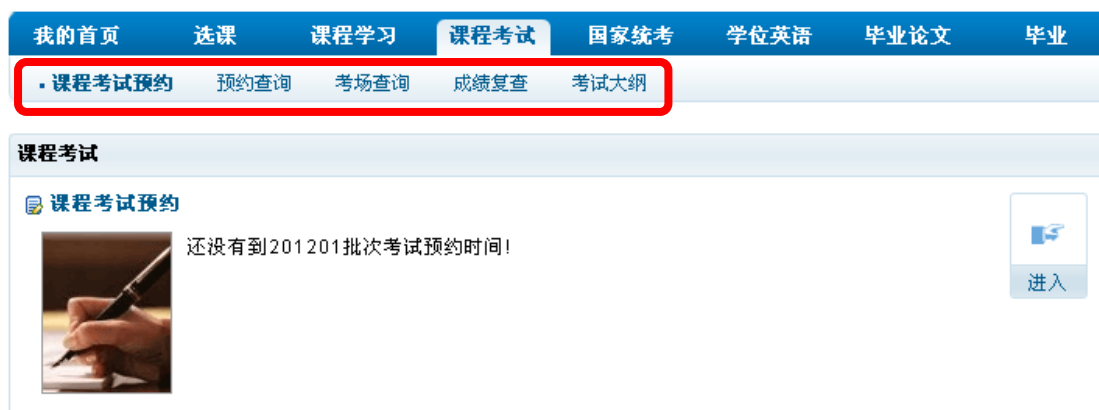 我的首页 选课 课程学习 课程考试 国家统考 学位英语 毕业论文 毕业
课程考试预约 预约查询 考场查询 成绩复查 考试大纲
课程考试
课程考试预约
还没有到201201批次考试预约时间!
进入